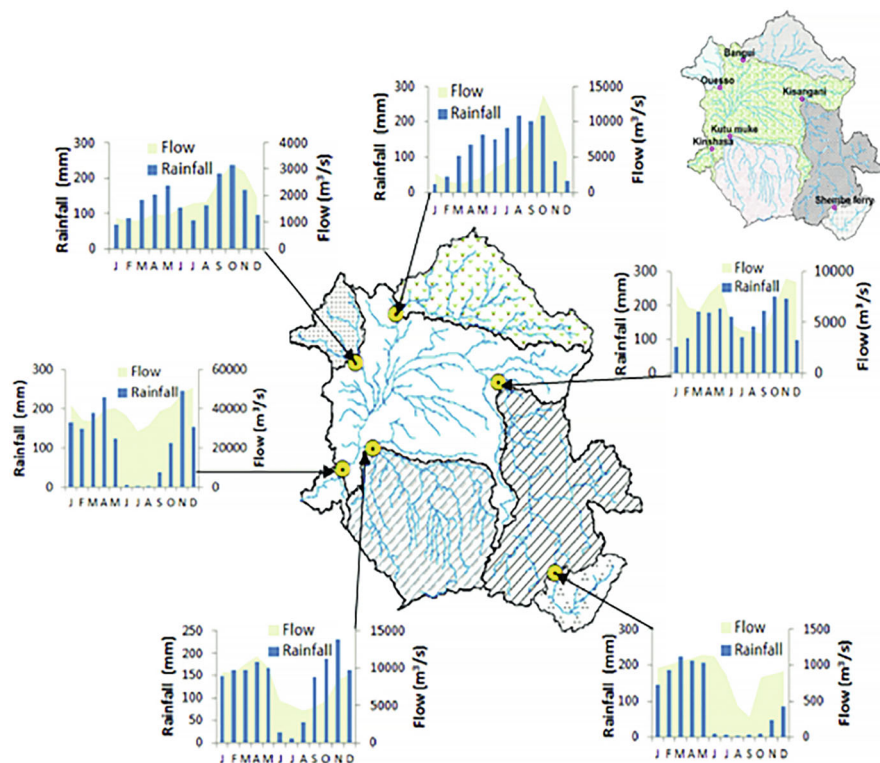 Bangui
Ouesso
Kisangani
Kutu muke
Kinshasa
Shembe ferry
300
200
100
0
Rainfall (mm)
Flow
Rainfall
15000
10000
5000
0
Flow (m³/s)
J F M A M J J A S O N D
300
200
100
0
Rainfall (mm)
Flow
Rainfall
4000
3000
2000
1000
0
Flow (m³/s)
J F M A M J J A S O N D
300
200
100
0
Rainfall (mm)
Flow
Rainfall
10000
5000
0
Flow (m³/s)
J F M A M J J A S O N D
300
200
100
0
Rainfall (mm)
Flow
Rainfall
60000
40000
20000
0
Flow (m³/s)
J F M A M J J A S O N D
250
200
150
100
50
0
Rainfall (mm)
Flow
Rainfall
15000
10000
5000
0
Flow (m³/s)
J F M A M J J A S O N D
300
200
100
0
Rainfall (mm)
Flow
Rainfall
1500
1000
500
0
Flow (m³/s)
J F M A M J J A S O N D